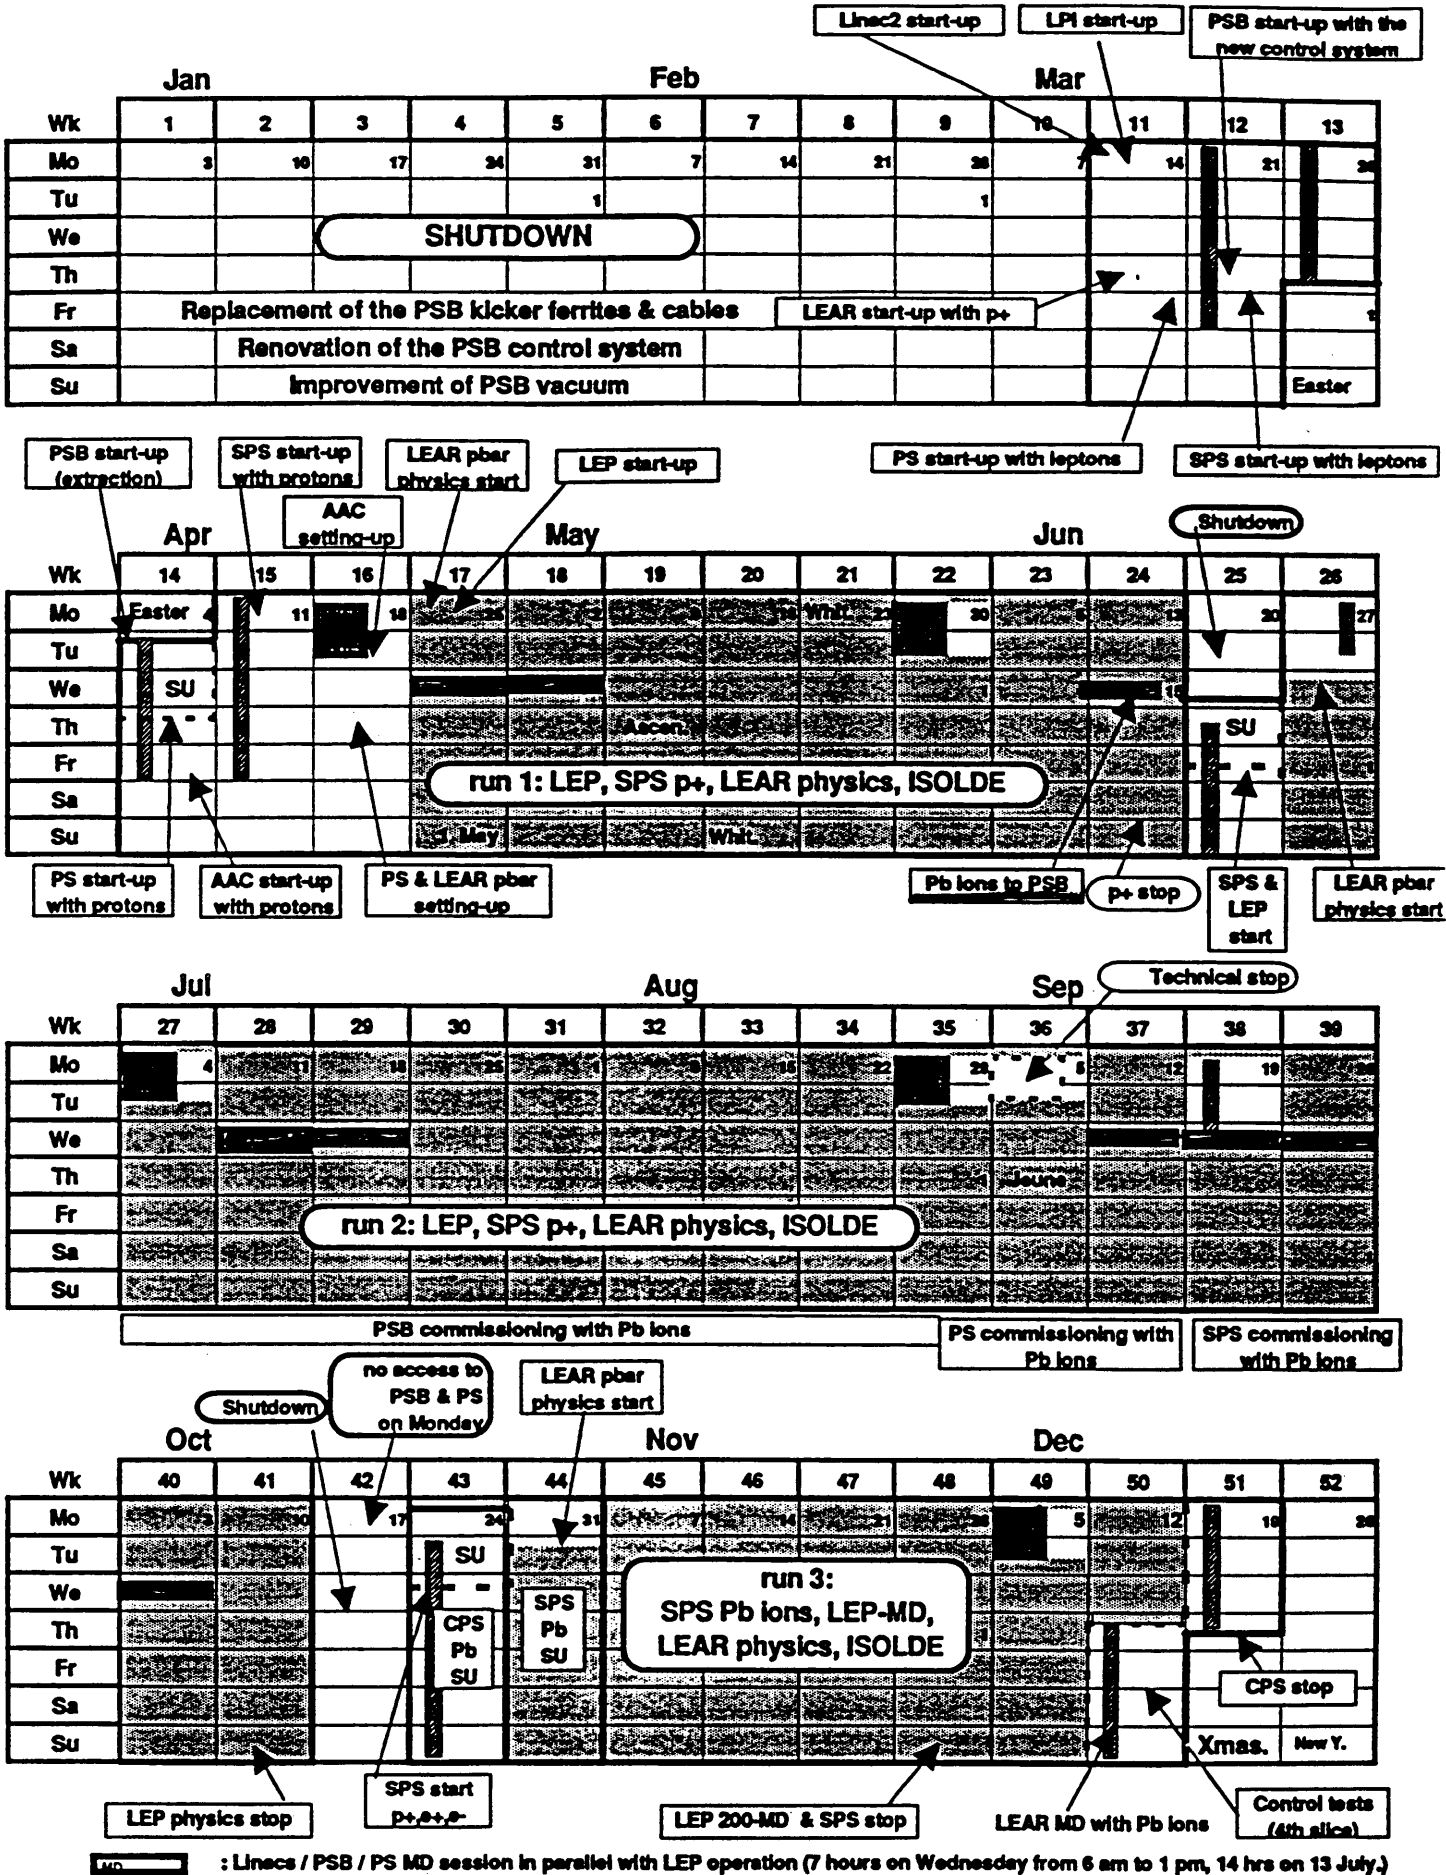 Linac2 start-up
LPI start-up
PSB start-up with the
new control system
Jan Feb Mar
Wk 1 2 3 4 5 6 7 8 9 10 11 12 13
Mo 3 10 17 24 31 7 14 21 28 7 14 21
Tu 1 1
We SHUTDOWN
Th
Fr Replacement of the PSB kicker ferrites & cables LEAR start-up with p+
Sa Renovation of the PSB control system
Su Improvement of PSB vacuum Easter
PS start-up with leptons SPS start-up with leptons
PSB start-up
(extraction)
SPS start-up
with protons
LEAR pbar
physics start
LEP start-up
AAC
setting-up
Shutdown
Apr May Jun
Wk 14 15 16 17 18 19 20 21 22 23 24 25 26
Mo Easter 4 11 18 25 2 Whit. 30 20 27
Tu
We SU 1 15
Th Ascen. SU
Fr run 1: LEP, SPS p+, LEAR physics, ISOLDE
Sa
Su 1. May Whit.
PS start-up
with protons
AAC start-up
with protons
PS & LEAR pbar
setting-up
Pb ions to PSB
p+ stop
SPS &
LEP
start
LEAR pbar
physics start
Jul Aug Sep
Technical stop
Wk 27 28 29 30 31 32 33 34 35 36 37 38 39
Mo 4 11 18 25 1 8 15 22 29 5 12 19 26
Tu
We
Th Jeune
Fr run 2: LEP, SPS p+, LEAR physics, ISOLDE
Sa
Su
PSB commissioning with Pb ions
PS commissioning with
Pb ions
SPS commissioning
with Pb ions
Shutdown
no access to
PSB & PS
on Monday
LEAR pbar
physics start
Oct Nov Dec
Wk 40 41 42 43 44 45 46 47 48 49 50 51 52
Mo 3 10 17 24 31 7 14 21 28 5 12 19 26
Tu SU
We
Th
Fr
Sa
Su Xmas. New Y.
CPS
Pb
SU
SPS
Pb
SU
run 3:
SPS Pb ions, LEP-MD,
LEAR physics, ISOLDE
CPS stop
LEP physics stop
SPS start
p+,e+,e-
LEP 200-MD & SPS stop
LEAR MD with Pb ions
Control tests
(4th slice)
MD : Linacs / PSB / PS MD session in parallel with LEP operation (7 hours on Wednesday from 6 am to 1 pm, 14 hrs on 13 July,)